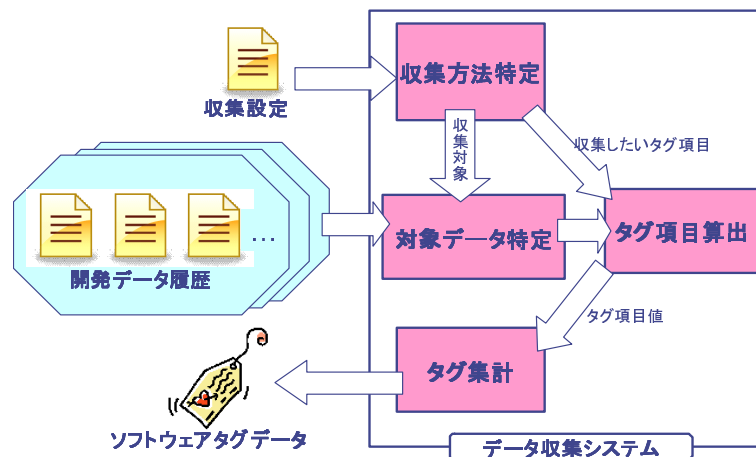 収集設定
収集方法特定
収集対象
収集したいタグ項目
開発データ履歴
...
対象データ特定
タグ項目算出
タグ項目値
タグ集計
ソフトウェアタグデータ
データ収集システム